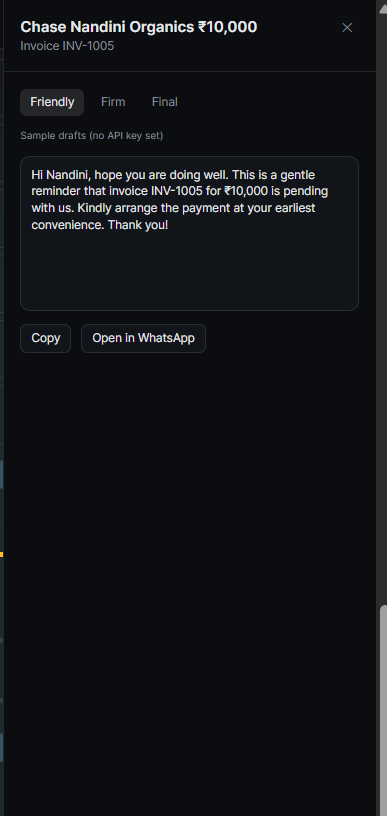 Chase Nandini Organics ₹10,000
Invoice INV-1005
Friendly Firm Final
Sample drafts (no API key set)
Hi Nandini, hope you are doing well. This is a gentle
reminder that invoice INV-1005 for ₹10,000 is pending
with us. Kindly arrange the payment at your earliest
convenience. Thank you!
Copy Open in WhatsApp